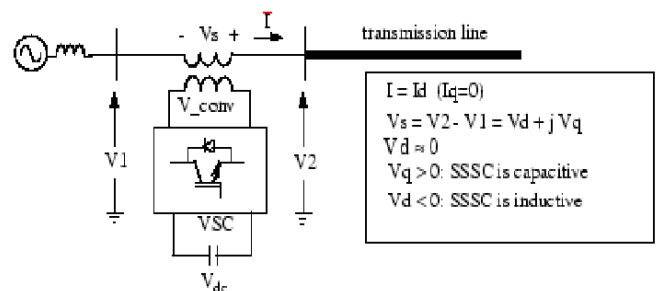 I
- Vs +
transmission line
V_conv
V1
V2
VSC
Vdc
I = Id (Iq=0)
Vs = V2 - V1 = Vd + j Vq
Vd ≈ 0
Vq > 0: SSSC is capacitive
Vd < 0: SSSC is inductive